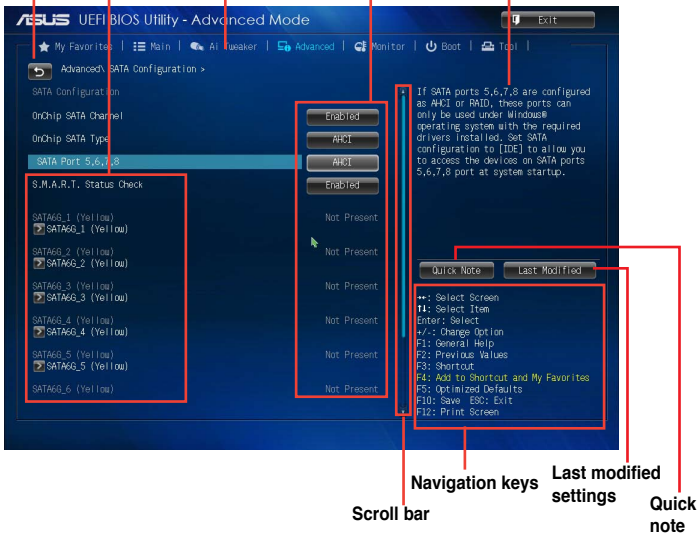 ASUS UEFI BIOS Utility - Advanced Mode
Exit
My Favorites | Main | Ai Tweaker | Advanced | Monitor | Boot | Tool |
Advanced\ SATA Configuration >
SATA Configuration
OnChip SATA Channel Enabled
OnChip SATA Type AHCI
SATA Port 5,6,7,8 AHCI
S.M.A.R.T. Status Check Enabled
SATA6G_1 (Yellow) Not Present
SATA6G_1 (Yellow)
SATA6G_2 (Yellow) Not Present
SATA6G_2 (Yellow)
SATA6G_3 (Yellow) Not Present
SATA6G_3 (Yellow)
SATA6G_4 (Yellow) Not Present
SATA6G_4 (Yellow)
SATA6G_5 (Yellow) Not Present
SATA6G_5 (Yellow)
SATA6G_6 (Yellow) Not Present
If SATA ports 5,6,7,8 are configured
as AHCI or RAID, these ports can
only be used under Windows®
operating system with the required
drivers installed. Set SATA
configuration to [IDE] to allow you
to access the devices on SATA ports
5,6,7,8 port at system startup.
Quick Note Last Modified
→←: Select Screen
↑↓: Select Item
Enter: Select
+/-: Change Option
F1: General Help
F2: Previous Values
F3: Shortcut
F4: Add to Shortcut and My Favorites
F5: Optimized Defaults
F10: Save ESC: Exit
F12: Print Screen
Navigation keys
Last modified
settings
Quick
note
Scroll bar